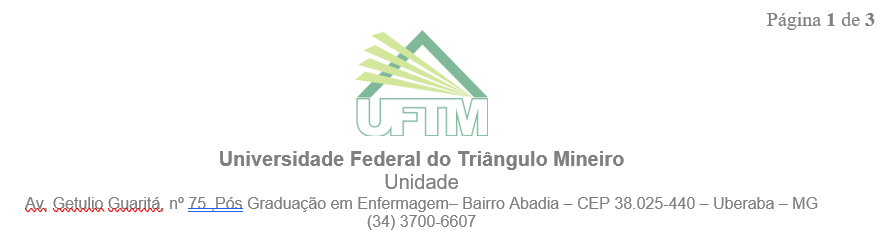 Página 1 de 3
UFTM
Universidade Federal do Triângulo Mineiro
Unidade
Av. Getulio Guaritá, nº 75 ,Pós Graduação em Enfermagem– Bairro Abadia – CEP 38.025-440 – Uberaba – MG
(34) 3700-6607